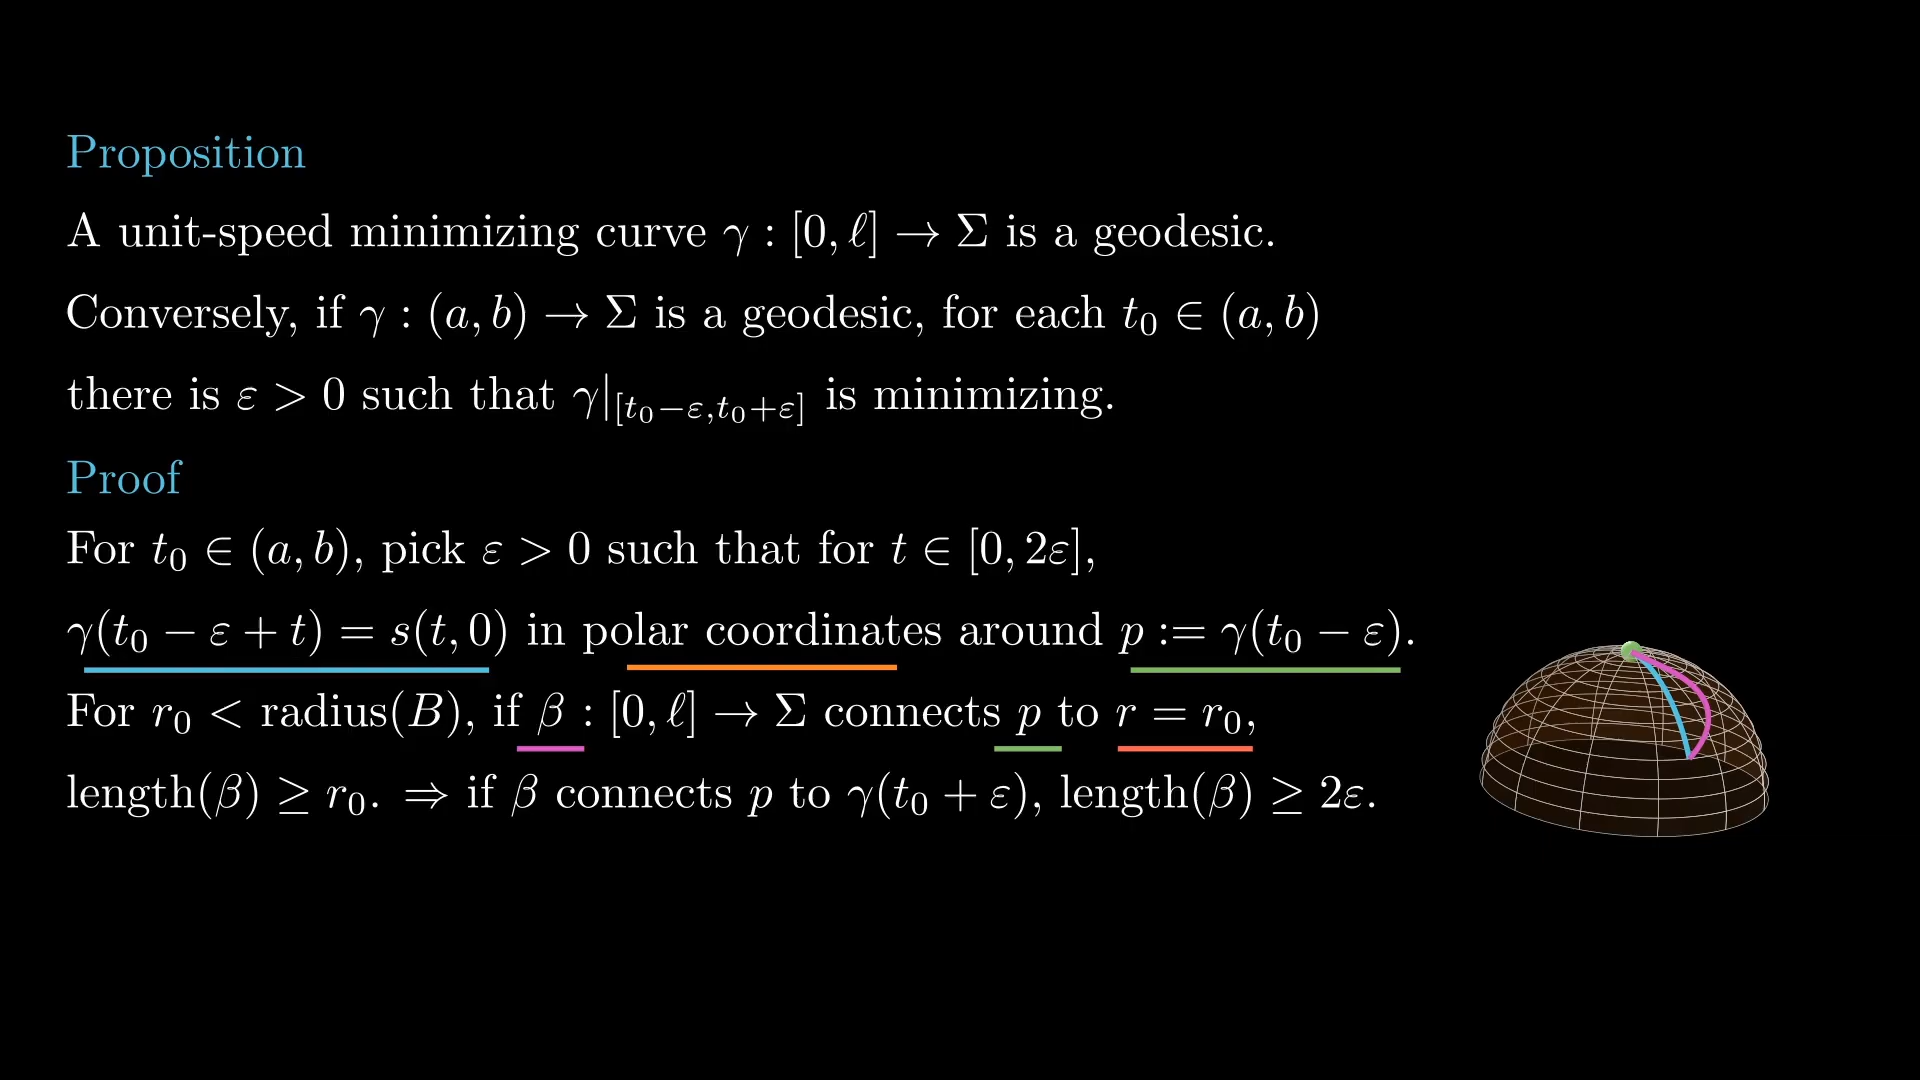 Proposition
A unit-speed minimizing curve γ : [0, ℓ] → Σ is a geodesic.
Conversely, if γ : (a, b) → Σ is a geodesic, for each t₀ ∈ (a, b)
there is ε > 0 such that γ|[t₀−ε,t₀+ε] is minimizing.
Proof
For t₀ ∈ (a, b), pick ε > 0 such that for t ∈ [0, 2ε],
γ(t₀ − ε + t) = s(t, 0) in polar coordinates around p := γ(t₀ − ε).
For r₀ < radius(B), if β : [0, ℓ] → Σ connects p to r = r₀,
length(β) ≥ r₀. ⇒ if β connects p to γ(t₀ + ε), length(β) ≥ 2ε.